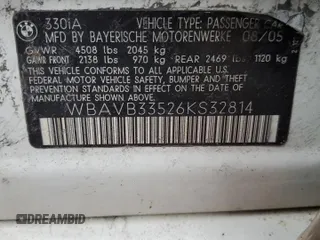 330iA VEHICLE TYPE: PASSENGER CAR
MFD BY BAYERISCHE MOTORENWERKE 08/05
GVWR 4508 lbs 2045 kg
GAWR FRONT 2138 lbs 970 kg REAR 2469 lbs 1120 kg
THIS VEHICLE CONFORMS TO ALL APPLICABLE
FEDERAL MOTOR VEHICLE SAFETY, BUMPER
AND THEFT PREVENTION STANDARDS IN EFFECT
ON THE DATE OF MANUFACTURE SHOWN ABOVE.
WBAVB33526KS32814
© DREAMBID